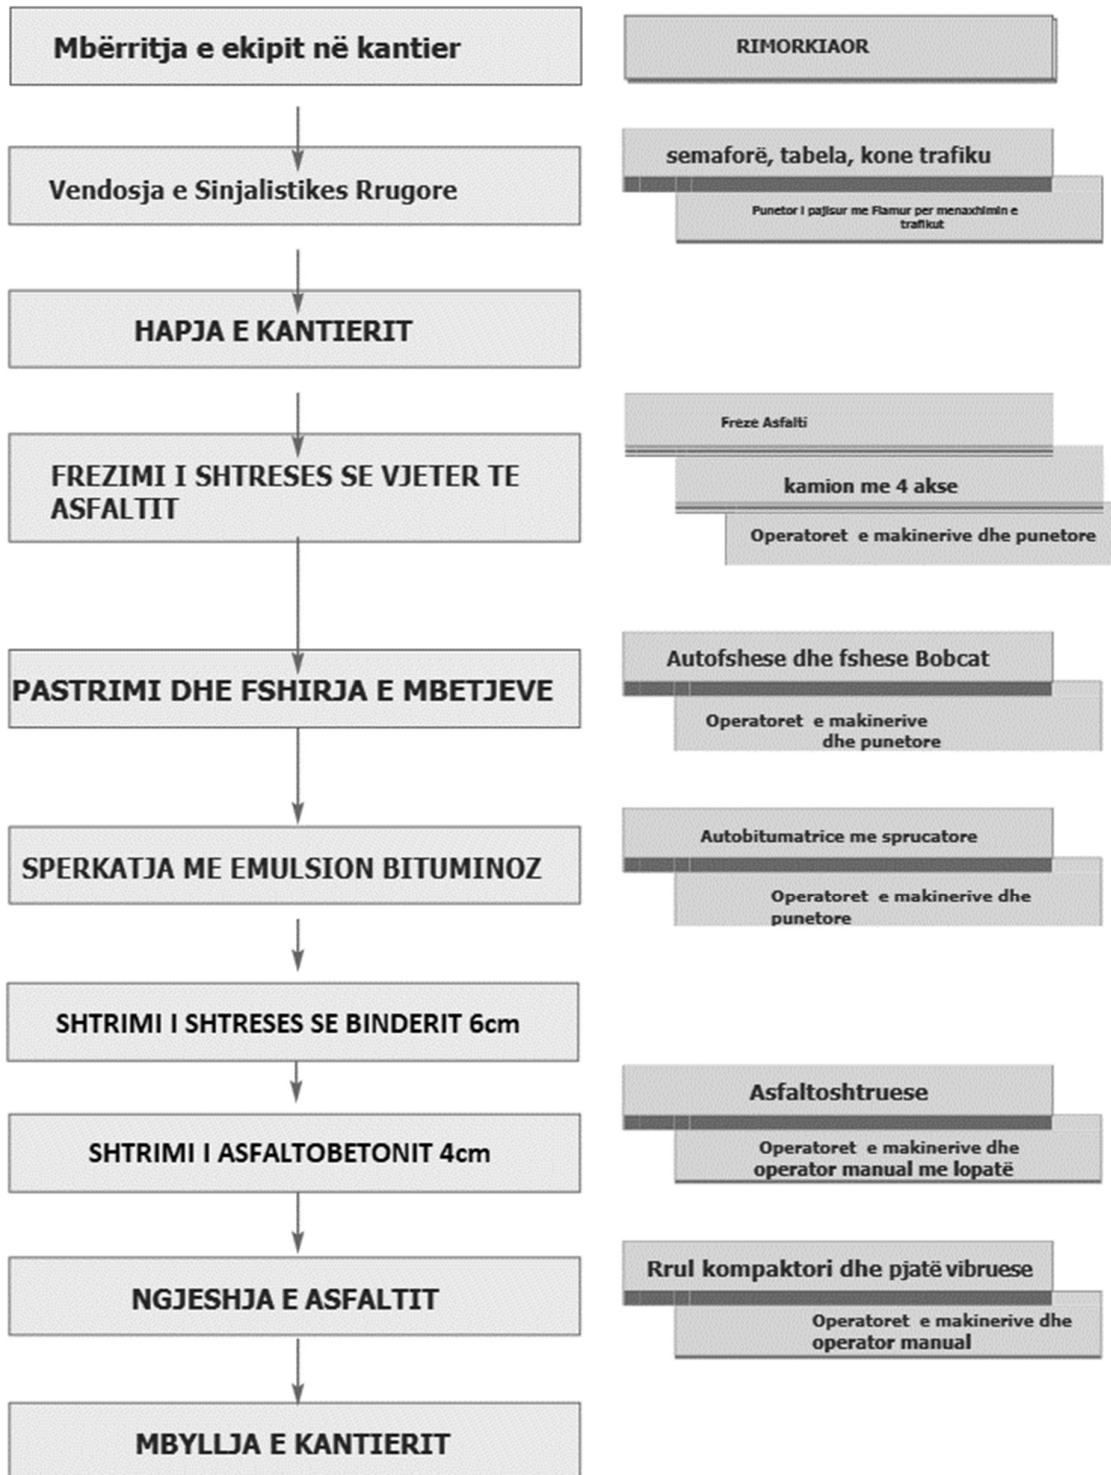 Mbërritja e ekipit në kantier
RIMORKIAOR
Vendosja e Sinjalistikes Rrugore
semaforë, tabela, kone trafiku
Punetor i pajisur me Flamur per menaxhimin e
trafikut
HAPJA E KANTIERIT
FREZIMI I SHTRESES SE VJETER TE
ASFALTIT
Freze Asfalti
kamion me 4 akse
Operatoret e makinerive dhe punetore
PASTRIMI DHE FSHIRJA E MBETJEVE
Autofshese dhe fshese Bobcat
Operatoret e makinerive
dhe punetore
SPERKATJA ME EMULSION BITUMINOZ
Autobitumatrice me sprucatore
Operatoret e makinerive dhe
punetore
SHTRIMI I SHTRESES SE BINDERIT 6cm
SHTRIMI I ASFALTOBETONIT 4cm
Asfaltoshtruese
Operatoret e makinerive dhe
operator manual me lopatë
NGJESHJA E ASFALTIT
Rrul kompaktori dhe pjatë vibruese
Operatoret e makinerive dhe
operator manual
MBYLLJA E KANTIERIT